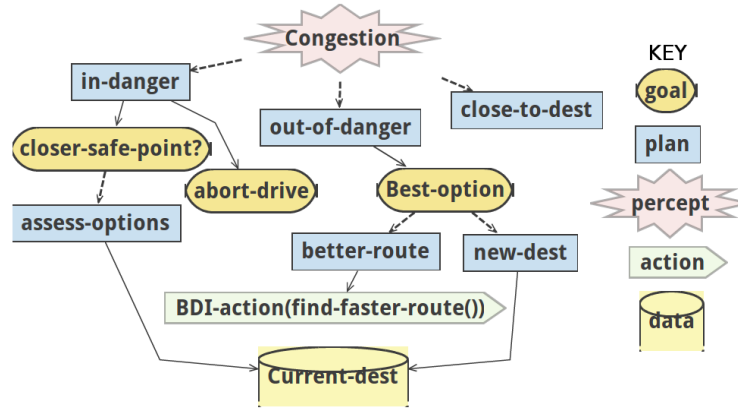 Congestion
KEY
in-danger
goal
close-to-dest
out-of-danger
closer-safe-point?
plan
abort-drive
Best-option
percept
assess-options
better-route
new-dest
action
BDI-action(find-faster-route())
data
Current-dest